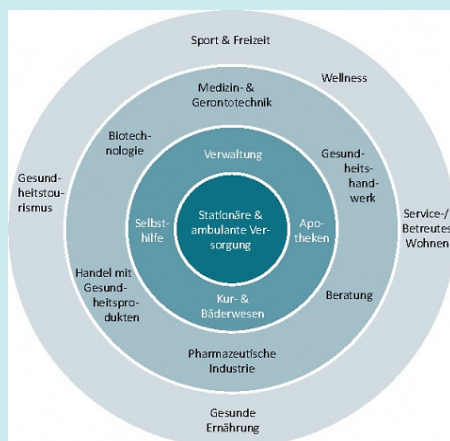 Sport & Freizeit
Wellness
Medizin- &
Gerontotechnik
Biotech-
nologie
Verwaltung
Gesund-
heits-
hand-
werk
Gesund-
heitstou-
rismus
Selbst-
hilfe
Stationäre &
ambulante Ver-
sorgung
Apo-
theken
Service-/
Betreutes
Wohnen
Handel mit
Gesund-
heitspro-
dukten
Kur- &
Bäderwesen
Beratung
Pharmazeutische
Industrie
Gesunde
Ernährung